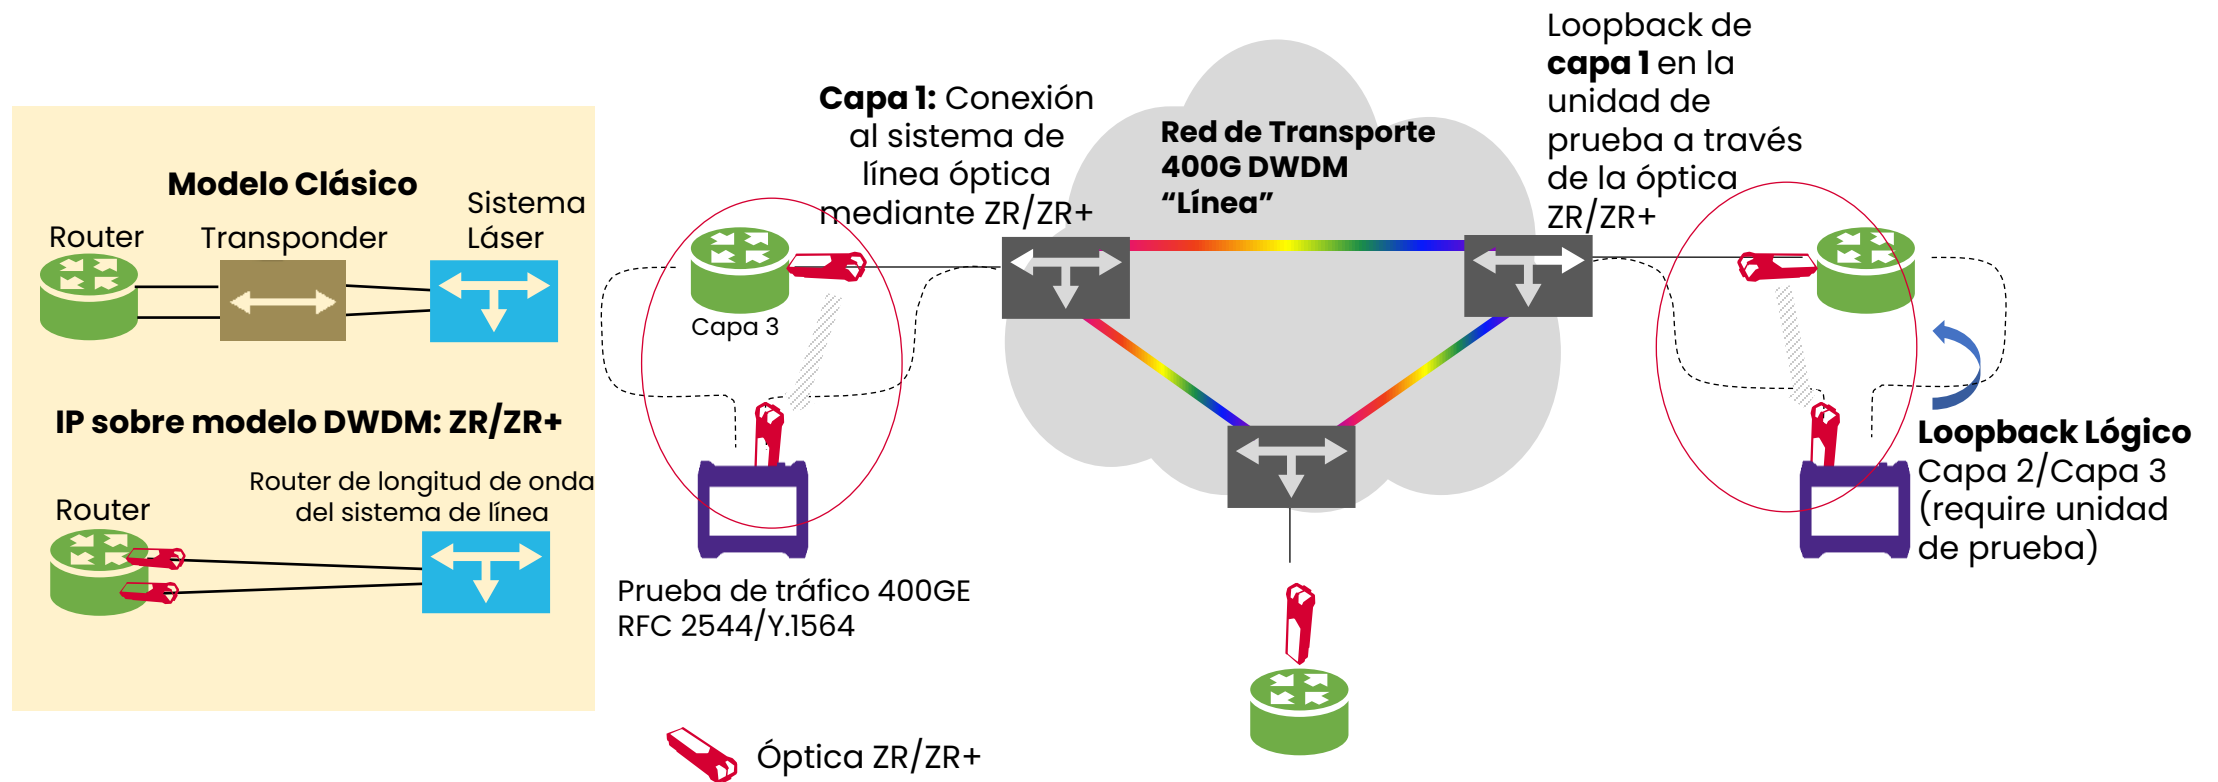 Modelo Clásico
Router
Transponder
Sistema
Láser
IP sobre modelo DWDM: ZR/ZR+
Router
Router de longitud de onda
del sistema de línea
Capa 1: Conexión
al sistema de
línea óptica
mediante ZR/ZR+
Capa 3
Prueba de tráfico 400GE
RFC 2544/Y.1564
Óptica ZR/ZR+
Red de Transporte
400G DWDM
“Línea”
Loopback de
capa 1 en la
unidad de
prueba a través
de la óptica
ZR/ZR+
Loopback Lógico
Capa 2/Capa 3
(require unidad
de prueba)